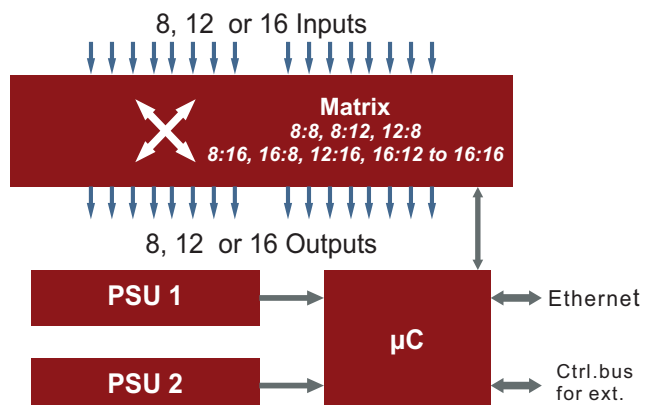 8, 12 or 16 Inputs
Matrix
8:8, 8:12, 12:8
8:16, 16:8, 12:16, 16:12 to 16:16
8, 12 or 16 Outputs
PSU 1
µC
Ethernet
PSU 2
Ctrl.bus
for ext.